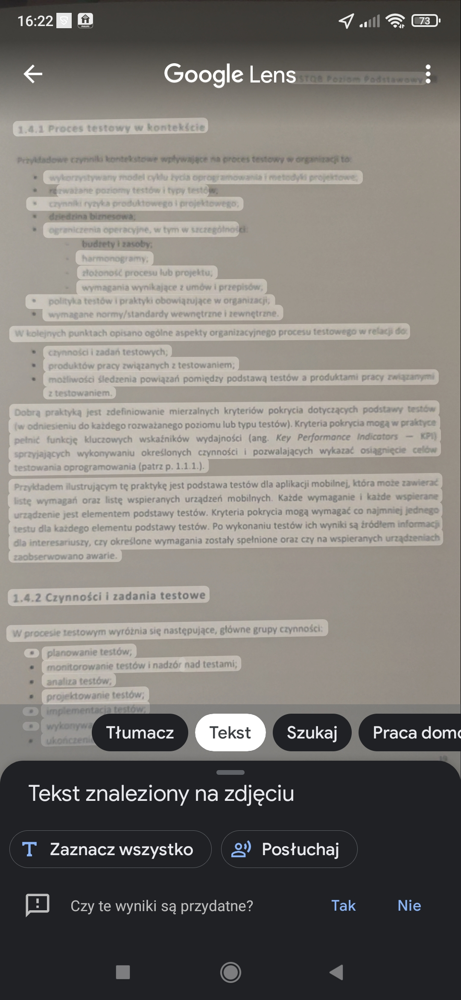 16:22
73
Google Lens
ISTQB Poziom Podstawowy
1.4.1 Proces testowy w kontekście
Przykładowe czynniki kontekstowe wpływające na proces testowy w organizacji to:
• wykorzystywany model cyklu życia oprogramowania i metodyki projektowe;
• rozważane poziomy testów i typy testów;
• czynniki ryzyka produktowego i projektowego;
• dziedzina biznesowa;
• ograniczenia operacyjne, w tym w szczególności:
- budżety i zasoby;
- harmonogramy;
- złożoność procesu lub projektu;
- wymagania wynikające z umów i przepisów;
• polityka testów i praktyki obowiązujące w organizacji;
• wymagane normy/standardy wewnętrzne i zewnętrzne.
W kolejnych punktach opisano ogólne aspekty organizacyjnego procesu testowego w relacji do:
• czynności i zadań testowych;
• produktów pracy związanych z testowaniem;
• możliwości śledzenia powiązań pomiędzy podstawą testów a produktami pracy związanymi
z testowaniem.
Dobrą praktyką jest zdefiniowanie mierzalnych kryteriów pokrycia dotyczących podstawy testów
(w odniesieniu do każdego rozważanego poziomu lub typu testów). Kryteria pokrycia mogą w praktyce
pełnić funkcję kluczowych wskaźników wydajności (ang. Key Performance Indicators — KPI)
sprzyjających wykonywaniu określonych czynności i pozwalających wykazać osiągnięcie celów
testowania oprogramowania (patrz p. 1.1.1.).
Przykładem ilustrującym tę praktykę jest podstawa testów dla aplikacji mobilnej, która może zawierać
listę wymagań oraz listę wspieranych urządzeń mobilnych. Każde wymaganie i każde wspierane
urządzenie jest elementem podstawy testów. Kryteria pokrycia mogą wymagać co najmniej jednego
testu dla każdego elementu podstawy testów. Po wykonaniu testów ich wyniki są źródłem informacji
dla interesariuszy, czy określone wymagania zostały spełnione oraz czy na wspieranych urządzeniach
zaobserwowano awarie.
1.4.2 Czynności i zadania testowe
W procesie testowym wyróżnia się następujące, główne grupy czynności:
• planowanie testów;
• monitorowanie testów i nadzór nad testami;
• analiza testów;
• projektowanie testów;
• implementacja testów;
• wykonywa
• ukończenie
19
Tłumacz
Tekst
Szukaj
Praca domo
Tekst znaleziony na zdjęciu
Zaznacz wszystko
Posłuchaj
Czy te wyniki są przydatne?
Tak
Nie